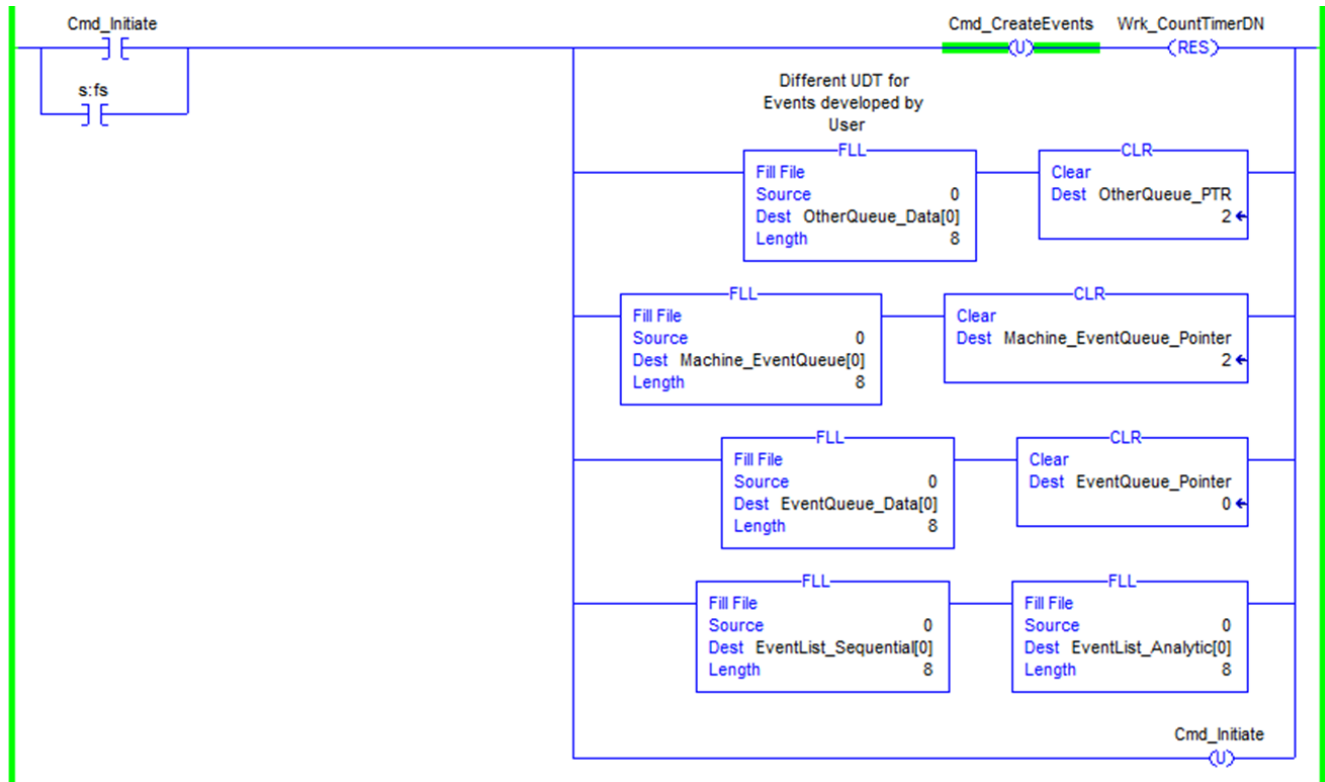 Cmd_Initiate
s:fs
Cmd_CreateEvents
U
Wrk_CountTimerDN
RES
Different UDT for
Events developed by
User
FLL
Fill File
Source 0
Dest OtherQueue_Data[0]
Length 8
CLR
Clear
Dest OtherQueue_PTR
2
FLL
Fill File
Source 0
Dest Machine_EventQueue[0]
Length 8
CLR
Clear
Dest Machine_EventQueue_Pointer
2
FLL
Fill File
Source 0
Dest EventQueue_Data[0]
Length 8
CLR
Clear
Dest EventQueue_Pointer
0
FLL
Fill File
Source 0
Dest EventList_Sequential[0]
Length 8
FLL
Fill File
Source 0
Dest EventList_Analytic[0]
Length 8
Cmd_Initiate
U